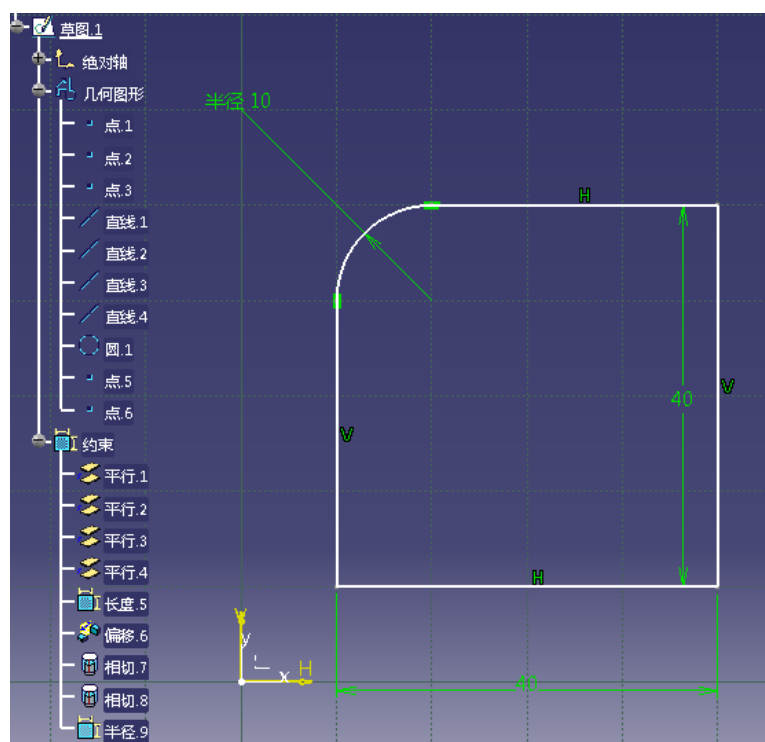 草图.1
绝对轴
几何图形
点.1
点.2
点.3
直线.1
直线.2
直线.3
直线.4
圆.1
点.5
点.6
约束
平行.1
平行.2
平行.3
平行.4
长度.5
偏移.6
相切.7
相切.8
半径.9
半径 10
H
40
V
V
H
V
y
x
H
40